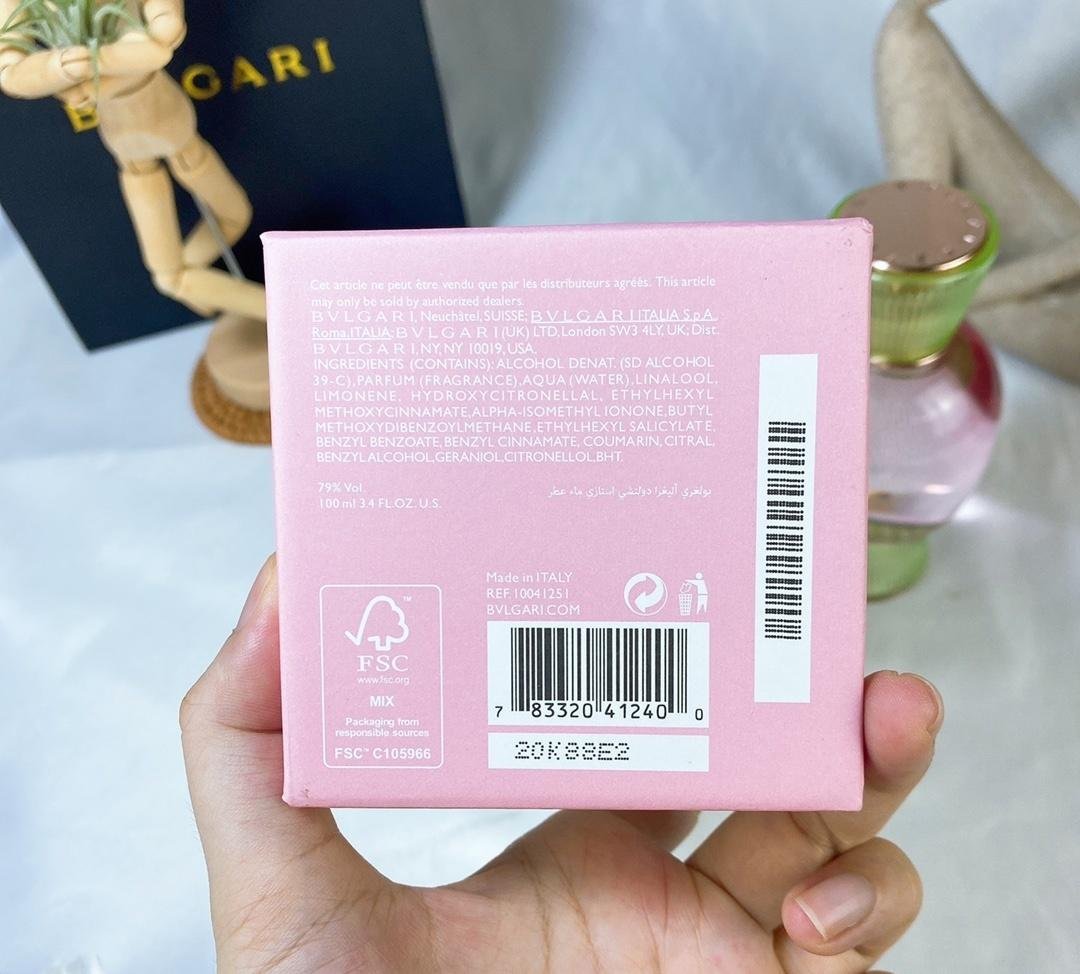 B GARI
Cet article ne peut être vendu que par les distributeurs agréés. This article
may only be sold by authorized dealers.
BVLGARI, Neuchâtel, SUISSE; BVLGARI ITALIA S.p.A.
Roma, ITALIA; BVLGARI (UK) LTD, London SW3 4LY, UK; Dist.
BVLGARI, NY, NY 10019, USA.
INGREDIENTS (CONTAINS): ALCOHOL DENAT. (SD ALCOHOL
39-C), PARFUM (FRAGRANCE), AQUA (WATER), LINALOOL,
LIMONENE, HYDROXYCITRONELLAL, ETHYLHEXYL
METHOXYCINNAMATE, ALPHA-ISOMETHYL IONONE, BUTYL
METHOXYDIBENZOYLMETHANE, ETHYLHEXYL SALICYLATE,
BENZYL BENZOATE, BENZYL CINNAMATE, COUMARIN, CITRAL,
BENZYL ALCOHOL, GERANIOL, CITRONELLOL, BHT.
79% Vol.
100 ml 3.4 FL.OZ. U.S.
بولغري أليغرا دولتشي استازي ماء عطر
Made in ITALY
REF. 10041251
BVLGARI.COM
FSC™
www.fsc.org
MIX
Packaging from
responsible sources
FSC™ C105966
7 83320 41240 0
20K88E2